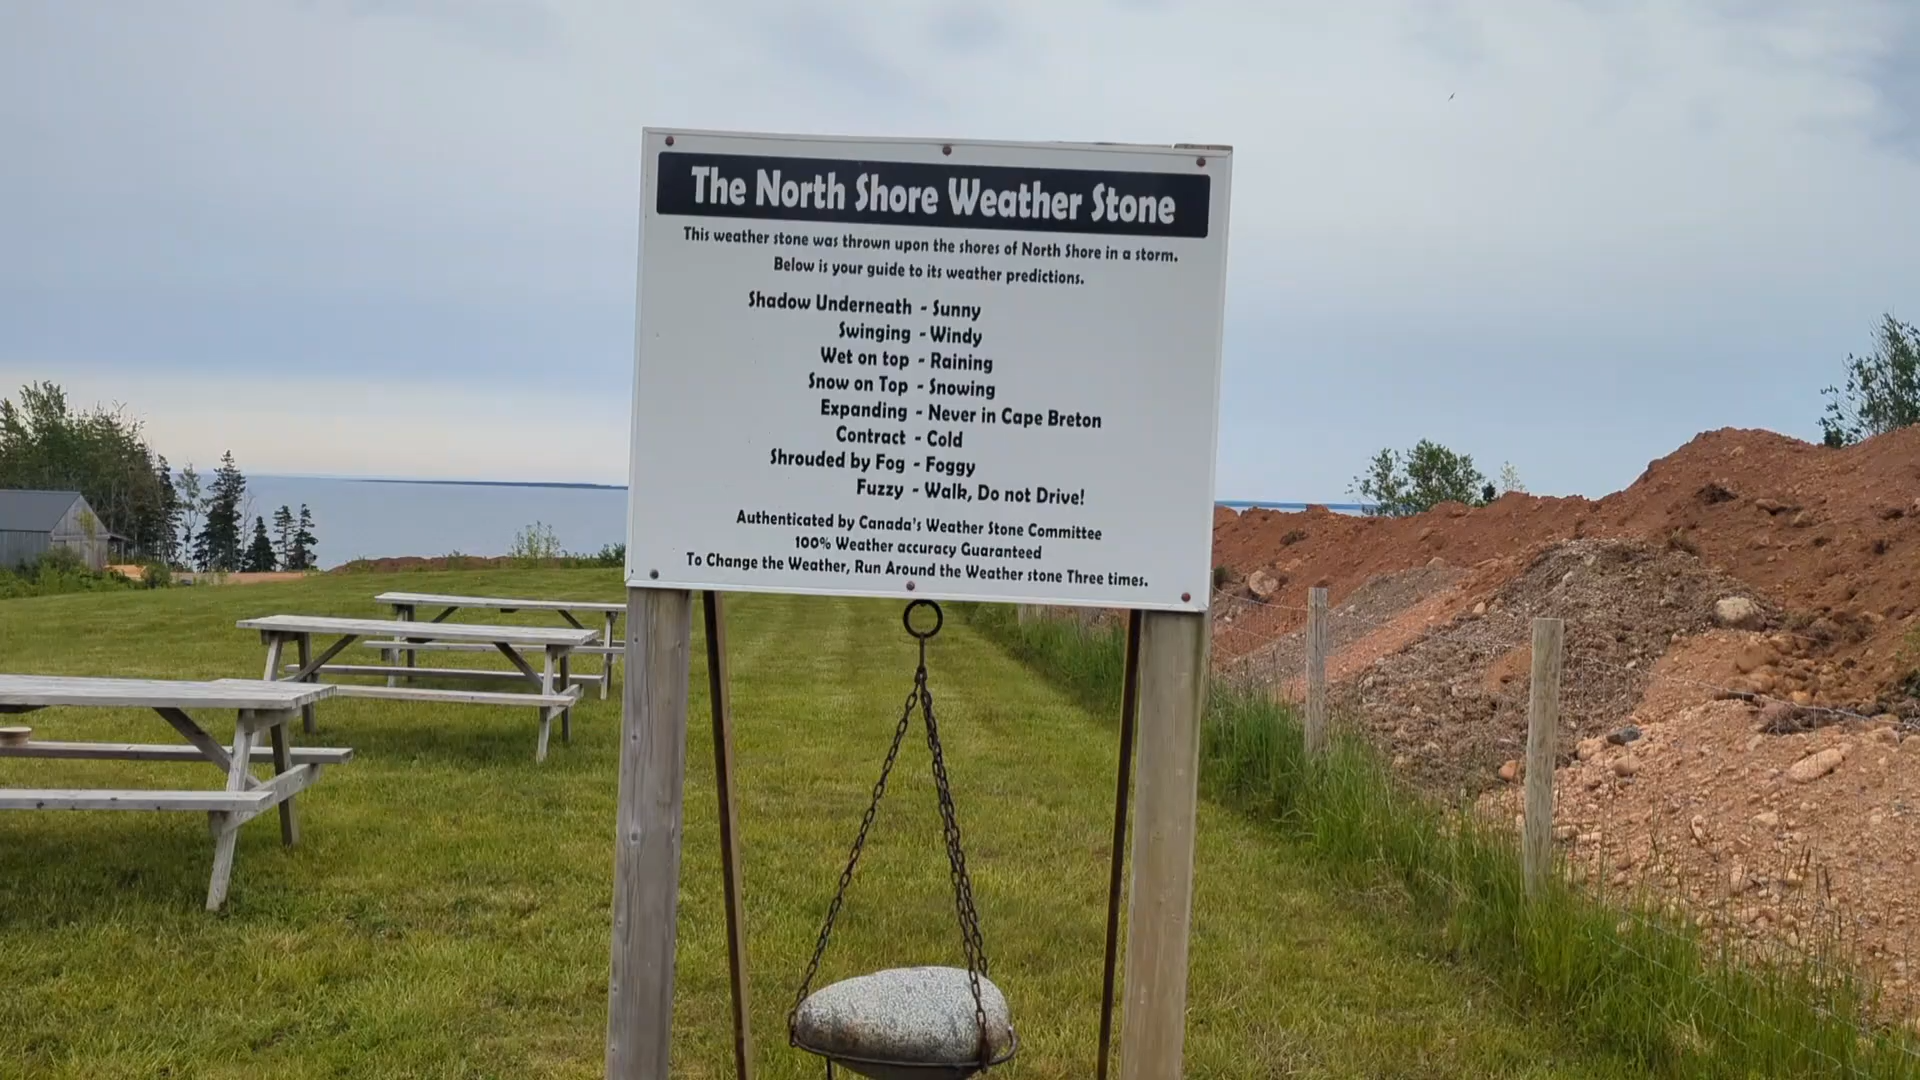 The North Shore Weather Stone
This weather stone was thrown upon the shores of North Shore in a storm.
Below is your guide to its weather predictions.
Shadow Underneath - Sunny
Swinging - Windy
Wet on top - Raining
Snow on Top - Snowing
Expanding - Never in Cape Breton
Contract - Cold
Shrouded by Fog - Foggy
Fuzzy - Walk, Do not Drive!
Authenticated by Canada's Weather Stone Committee
100% Weather accuracy Guaranteed
To Change the Weather, Run Around the Weather stone Three times.